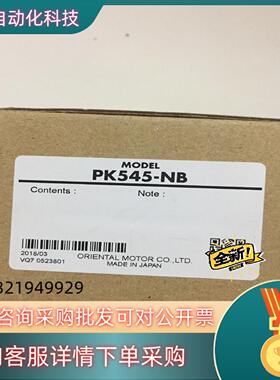 自动化科技
MODEL
PK545-NB
Contents :
Note :
全新!
2018/03
VQ7 0523801
ORIENTAL MOTOR CO.,LTD.
MADE IN JAPAN
821949929
咨询采购批发可对公开票
客服详情下单采购